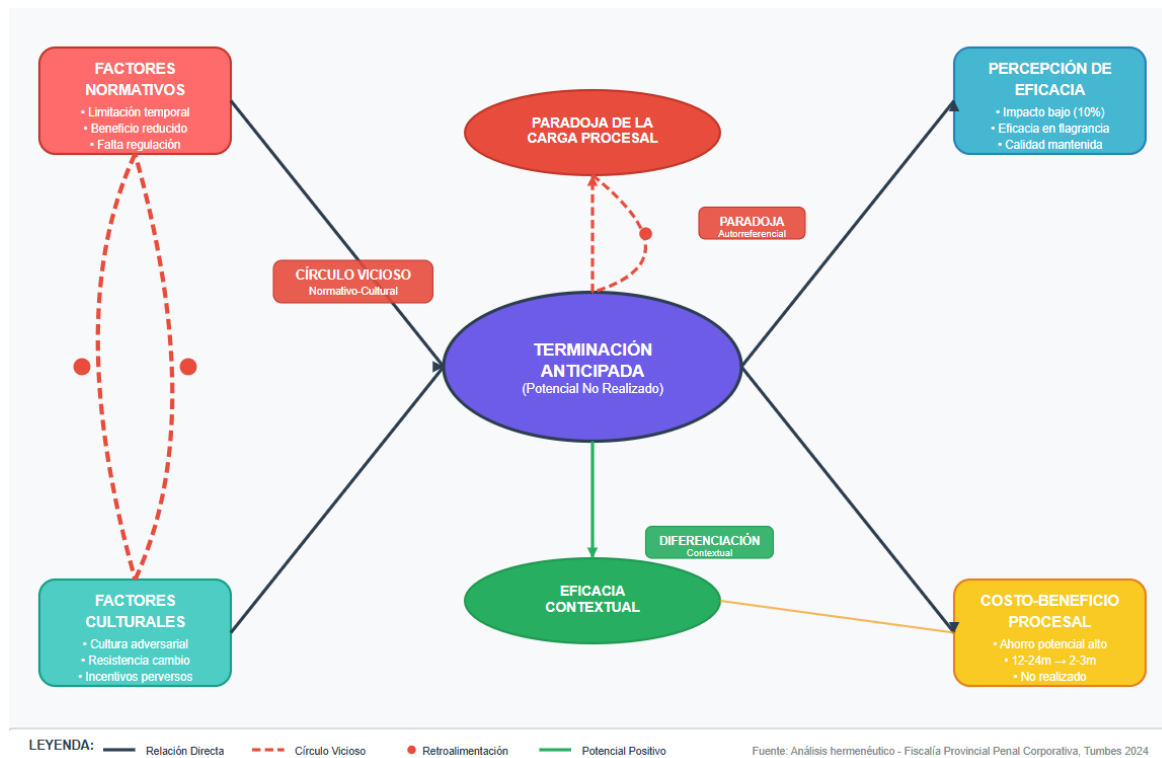 FACTORES
NORMATIVOS
• Limitación temporal
• Beneficio reducido
• Falta regulación
PARADOJA DE LA
CARGA PROCESAL
PERCEPCIÓN DE
EFICACIA
• Impacto bajo (10%)
• Eficacia en flagrancia
• Calidad mantenida
PARADOJA
Autorreferencial
CÍRCULO VICIOSO
Normativo-Cultural
TERMINACIÓN
ANTICIPADA
(Potencial No Realizado)
DIFERENCIACIÓN
Contextual
EFICACIA
CONTEXTUAL
FACTORES
CULTURALES
• Cultura adversarial
• Resistencia cambio
• Incentivos perversos
COSTO-BENEFICIO
PROCESAL
• Ahorro potencial alto
• 12-24m → 2-3m
• No realizado
LEYENDA: Relación Directa Círculo Vicioso Retroalimentación Potencial Positivo Fuente: Análisis hermenéutico - Fiscalía Provincial Penal Corporativa, Tumbes 2024